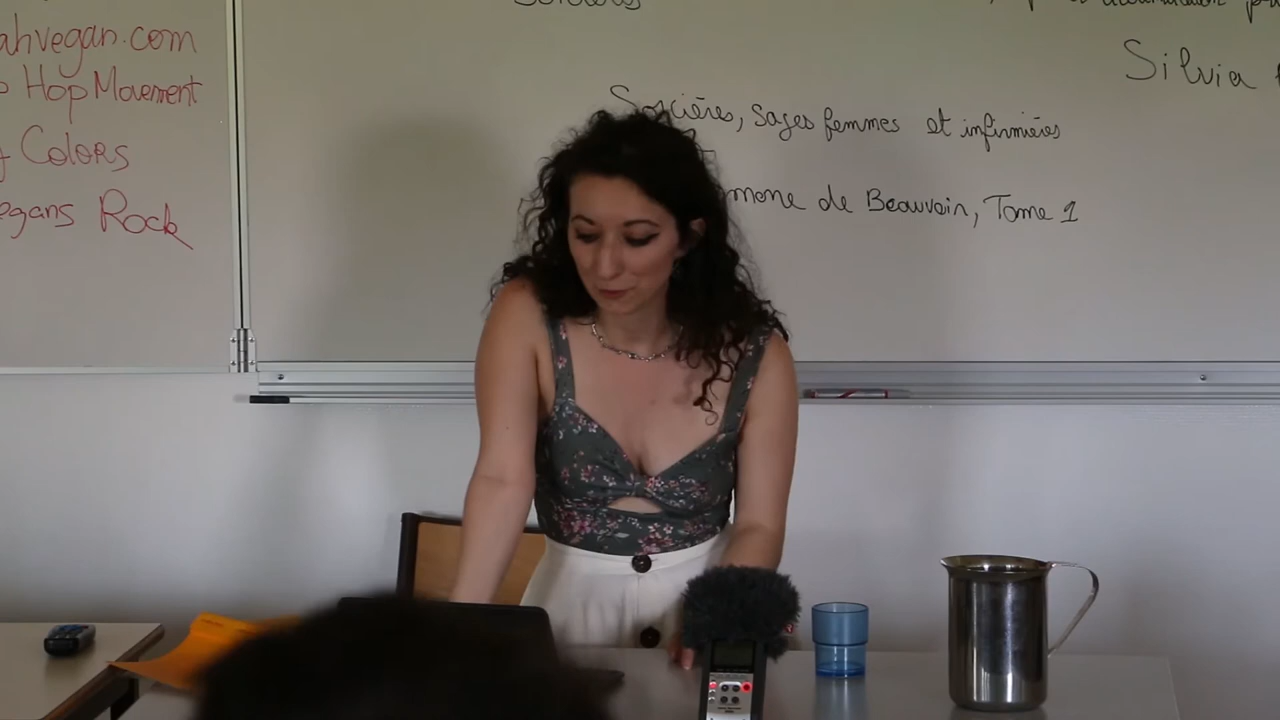 ahvegan.com
Hop Movement
Colors
egans Rock
Silvia
Sorcières, sages femmes et infirmières
mone de Beauvoir, Tome 1